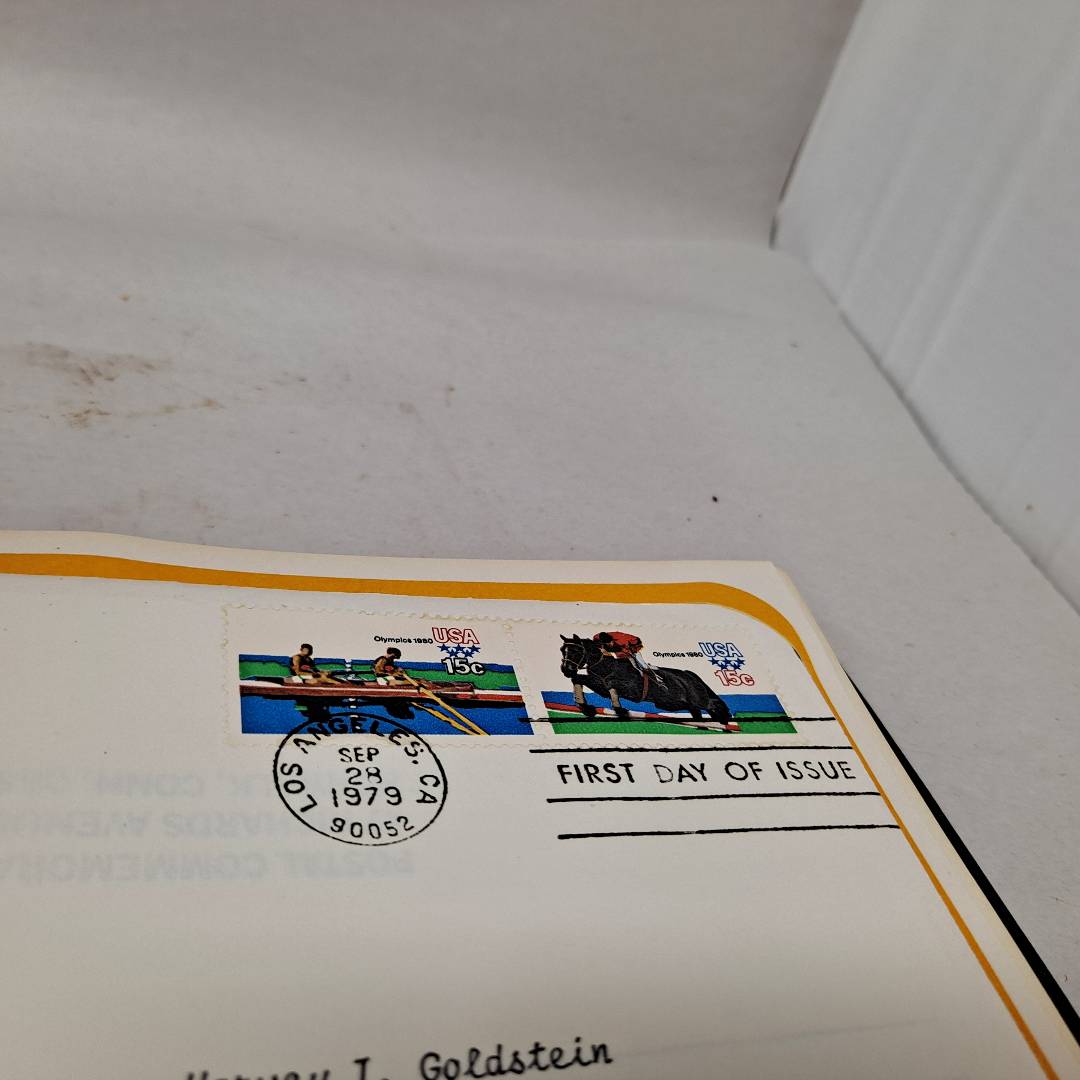 Olympics 1980 USA
15c
Olympics 1980 USA
15c
LOS ANGELES, CA
SEP
28
1979
90052
FIRST DAY OF ISSUE
POSTAL
I. Goldstein